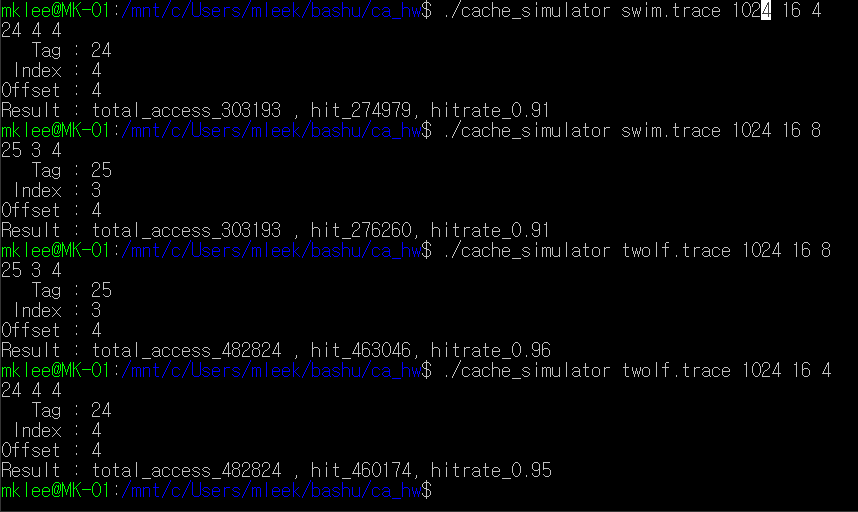 mklee@MK-01:/mnt/c/Users/mleek/bashu/ca_hw$ ./cache_simulator swim.trace 1024 16 4
24 4 4
   Tag : 24
 Index : 4
Offset : 4
Result : total_access_303193 , hit_274979, hitrate_0.91
mklee@MK-01:/mnt/c/Users/mleek/bashu/ca_hw$ ./cache_simulator swim.trace 1024 16 8
25 3 4
   Tag : 25
 Index : 3
Offset : 4
Result : total_access_303193 , hit_276260, hitrate_0.91
mklee@MK-01:/mnt/c/Users/mleek/bashu/ca_hw$ ./cache_simulator twolf.trace 1024 16 8
25 3 4
   Tag : 25
 Index : 3
Offset : 4
Result : total_access_482824 , hit_463046, hitrate_0.96
mklee@MK-01:/mnt/c/Users/mleek/bashu/ca_hw$ ./cache_simulator twolf.trace 1024 16 4
24 4 4
   Tag : 24
 Index : 4
Offset : 4
Result : total_access_482824 , hit_460174, hitrate_0.95
mklee@MK-01:/mnt/c/Users/mleek/bashu/ca_hw$